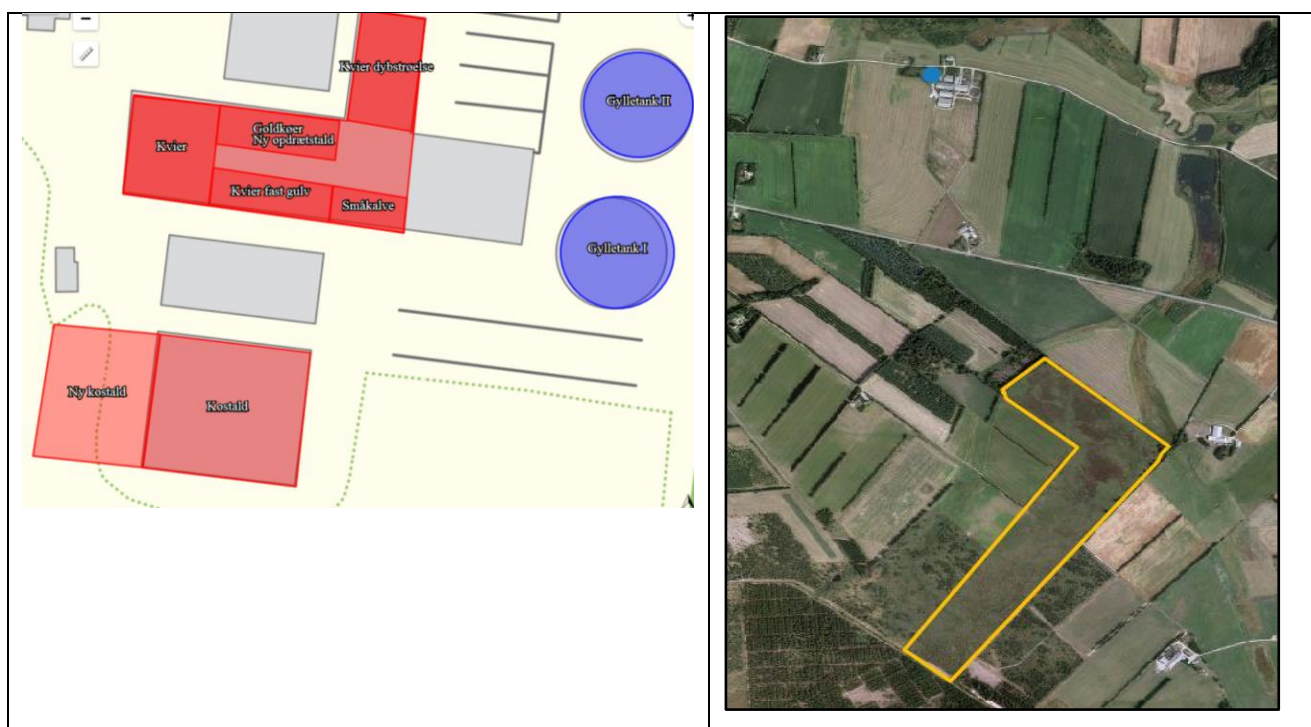 Kvier dybstrøelse
Gylletank II
Goldkøer
Ny opdrætstald
Kvier
Kvier fast gulv
Småkalve
Gylletank I
Ny kostald
Kostald